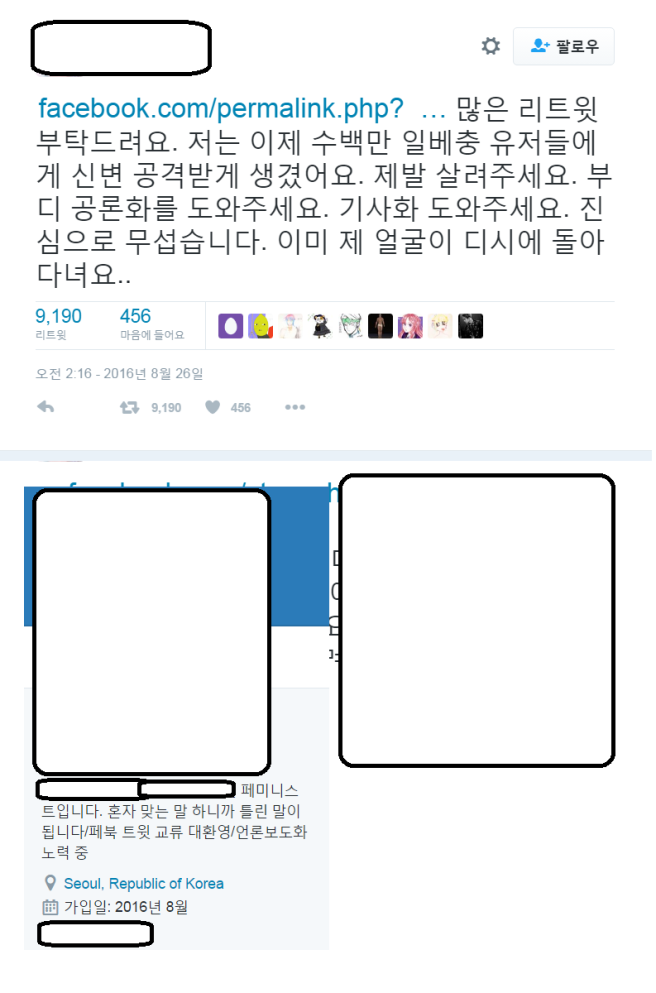 팔로우
facebook.com/permalink.php? … 많은 리트윗
부탁드려요. 저는 이제 수백만 일베충 유저들에
게 신변 공격받게 생겼어요. 제발 살려주세요. 부
디 공론화를 도와주세요. 기사화 도와주세요. 진
심으로 무섭습니다. 이미 제 얼굴이 디시에 돌아
다녀요..
9,190 456
리트윗 마음에 들어요
오전 2:16 - 2016년 8월 26일
9,190 456
페미니스
트입니다. 혼자 맞는 말 하니까 틀린 말이
됩니다/페북 트윗 교류 대환영/언론보도화
노력 중
Seoul, Republic of Korea
가입일: 2016년 8월